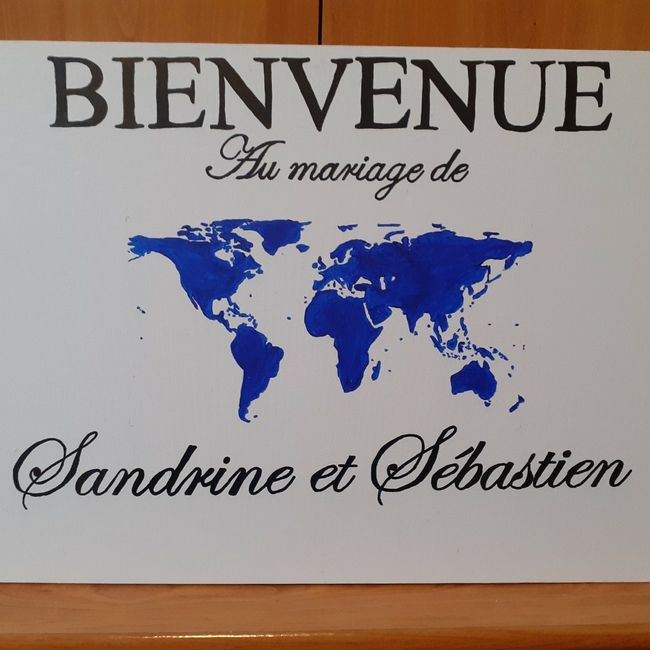 BIENVENUE
Au mariage de
Sandrine et Sébastien